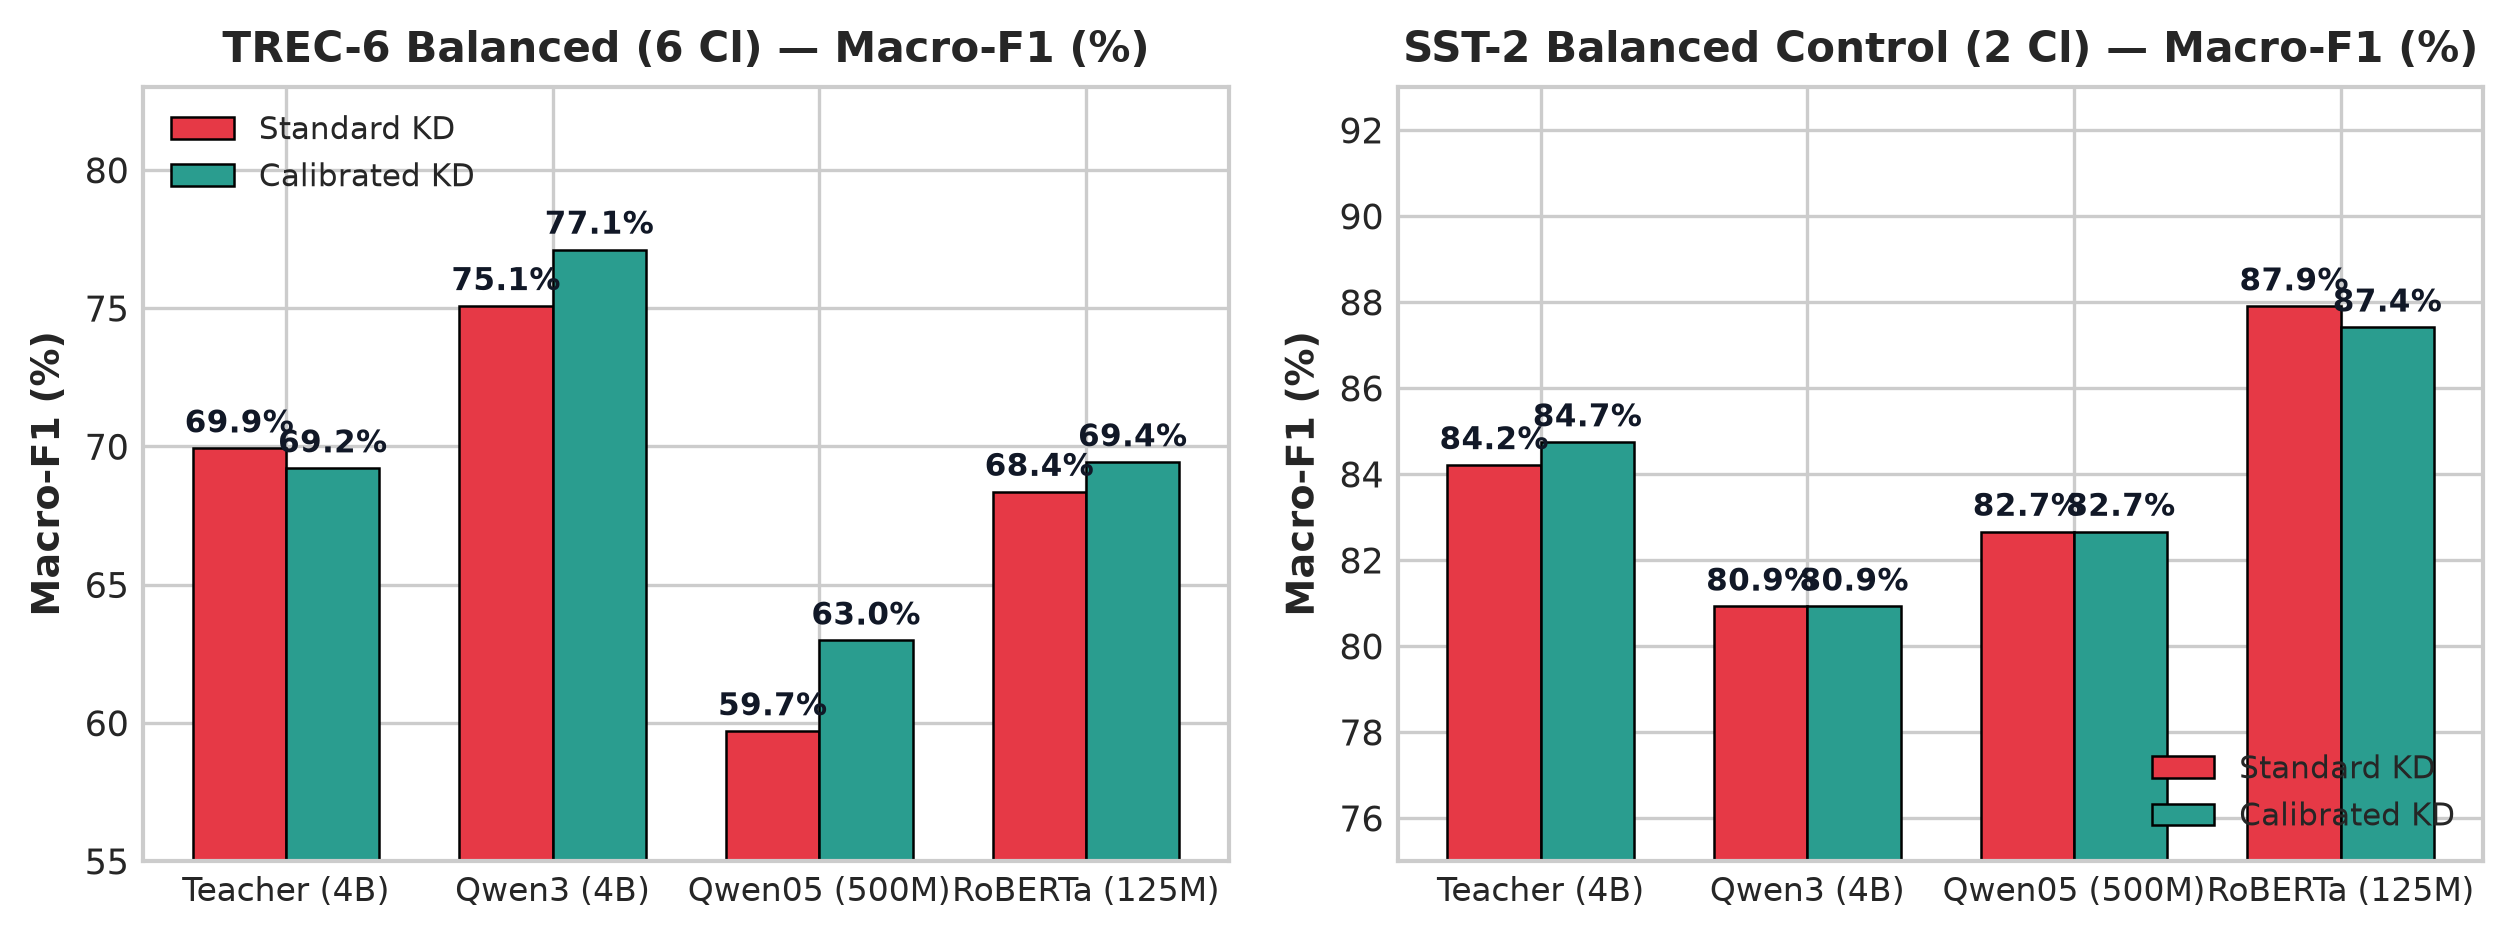 TREC-6 Balanced (6 Cl) — Macro-F1 (%)
Macro-F1 (%)
Standard KD
Calibrated KD
80
75
70
65
60
55
69.9%
69.2%
75.1%
77.1%
59.7%
63.0%
68.4%
69.4%
Teacher (4B)
Qwen3 (4B)
Qwen05 (500M)
RoBERTa (125M)
SST-2 Balanced Control (2 Cl) — Macro-F1 (%)
Macro-F1 (%)
92
90
88
86
84
82
80
78
76
84.2%
84.7%
80.9%
80.9%
82.7%
82.7%
87.9%
87.4%
Standard KD
Calibrated KD
Teacher (4B)
Qwen3 (4B)
Qwen05 (500M)
RoBERTa (125M)